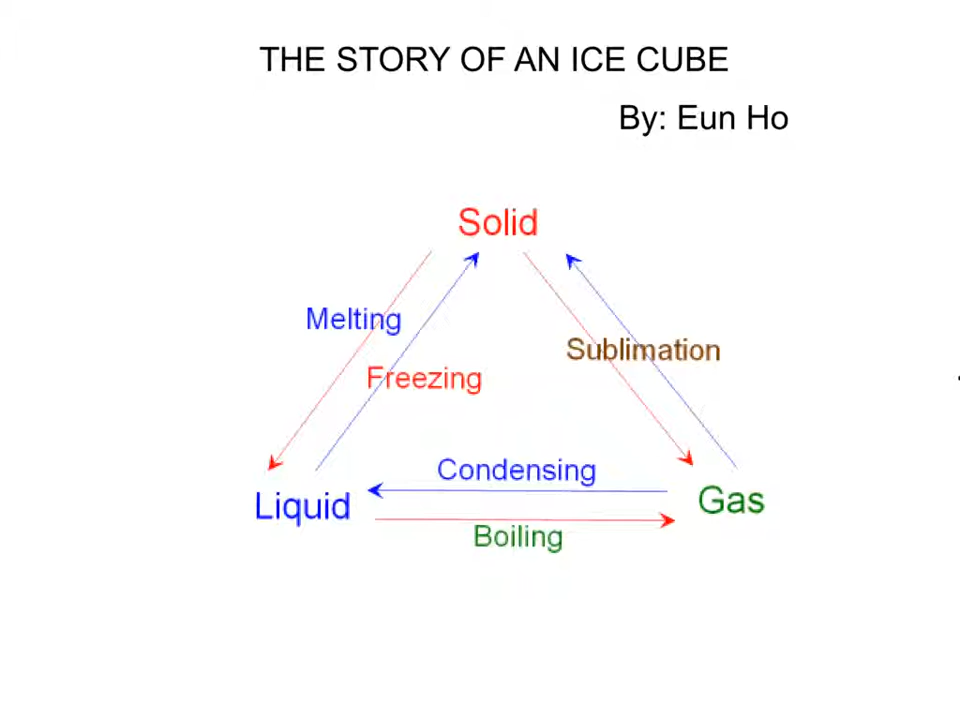 THE STORY OF AN ICE CUBE
By: Eun Ho
Solid
Melting
Sublimation
Freezing
Condensing
Liquid
Gas
Boiling